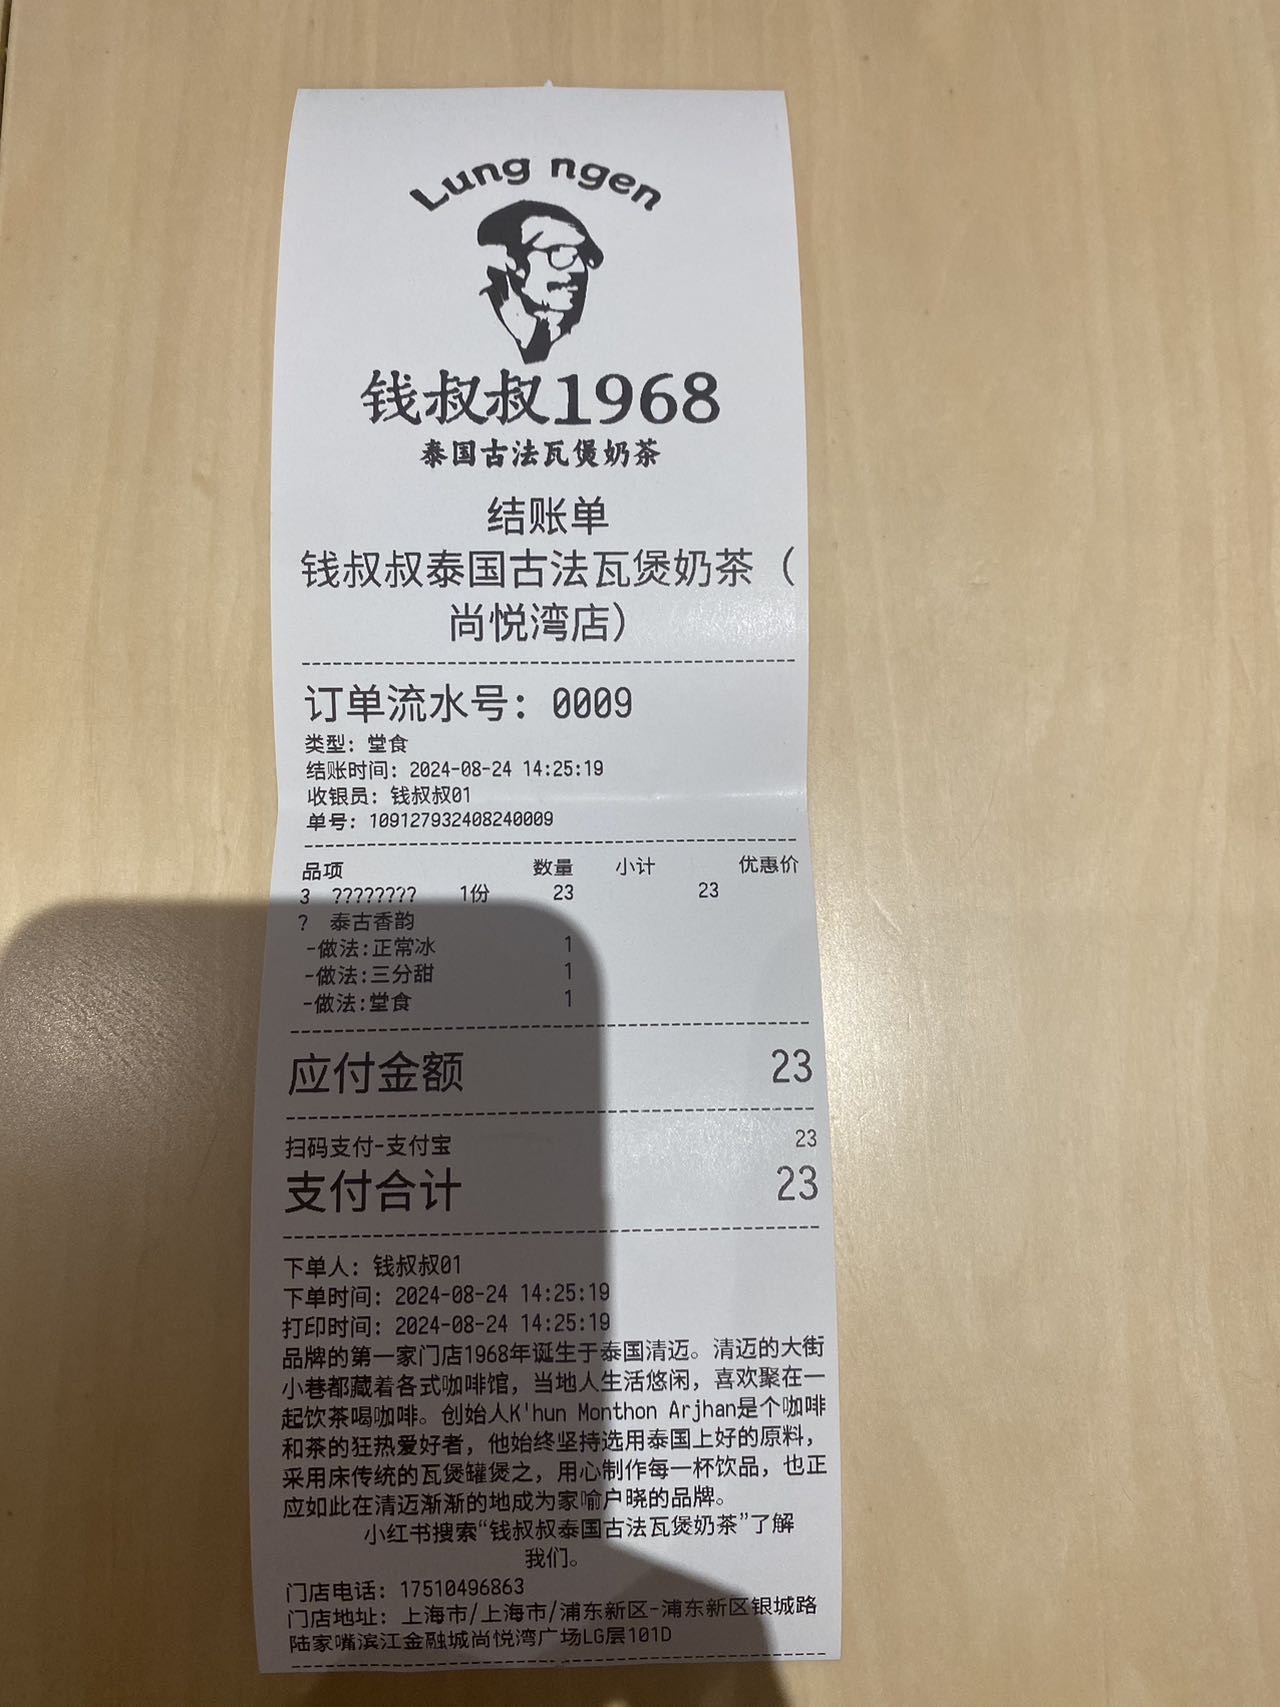 Lung ngen
钱叔叔1968
泰国古法瓦煲奶茶
结账单
钱叔叔泰国古法瓦煲奶茶（
尚悦湾店）
订单流水号：0009
类型：堂食
结账时间：2024-08-24 14:25:19
收银员：钱叔叔01
单号：109127932408240009
品项 数量 小计 优惠价
3 ???????? 1份 23 23
? 泰古香韵
-做法:正常冰 1
-做法:三分甜 1
-做法:堂食 1
应付金额 23
扫码支付-支付宝 23
支付合计 23
下单人：钱叔叔01
下单时间：2024-08-24 14:25:19
打印时间：2024-08-24 14:25:19
品牌的第一家门店1968年诞生于泰国清迈。清迈的大街
小巷都藏着各式咖啡馆，当地人生活悠闲，喜欢聚在一
起饮茶喝咖啡。创始人K'hun Monthon Arjhan是个咖啡
和茶的狂热爱好者，他始终坚持选用泰国上好的原料，
采用床传统的瓦煲罐煲之，用心制作每一杯饮品，也正
应如此在清迈渐渐的地成为家喻户晓的品牌。
小红书搜索“钱叔叔泰国古法瓦煲奶茶”了解
我们。
门店电话：17510496863
门店地址：上海市/上海市/浦东新区-浦东新区银城路
陆家嘴滨江金融城尚悦湾广场LG层101D